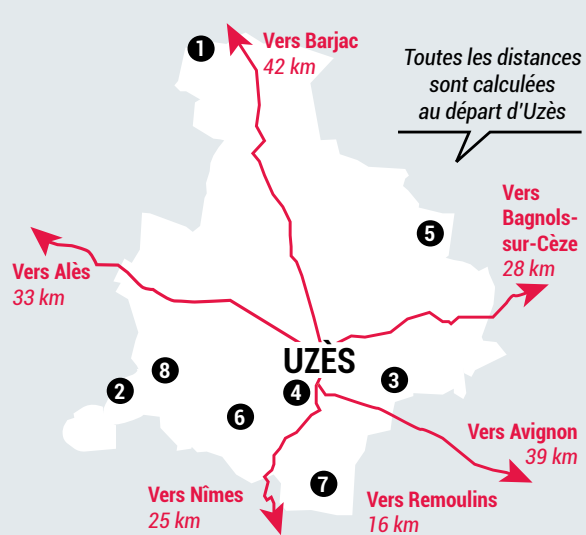 1
Vers Barjac
42 km
Toutes les distances
sont calculées
au départ d'Uzès
Vers
Bagnols-
sur-Cèze
28 km
5
Vers Alès
33 km
UZÈS
8
2
4
3
6
Vers Avignon
39 km
7
Vers Nîmes
25 km
Vers Remoulins
16 km